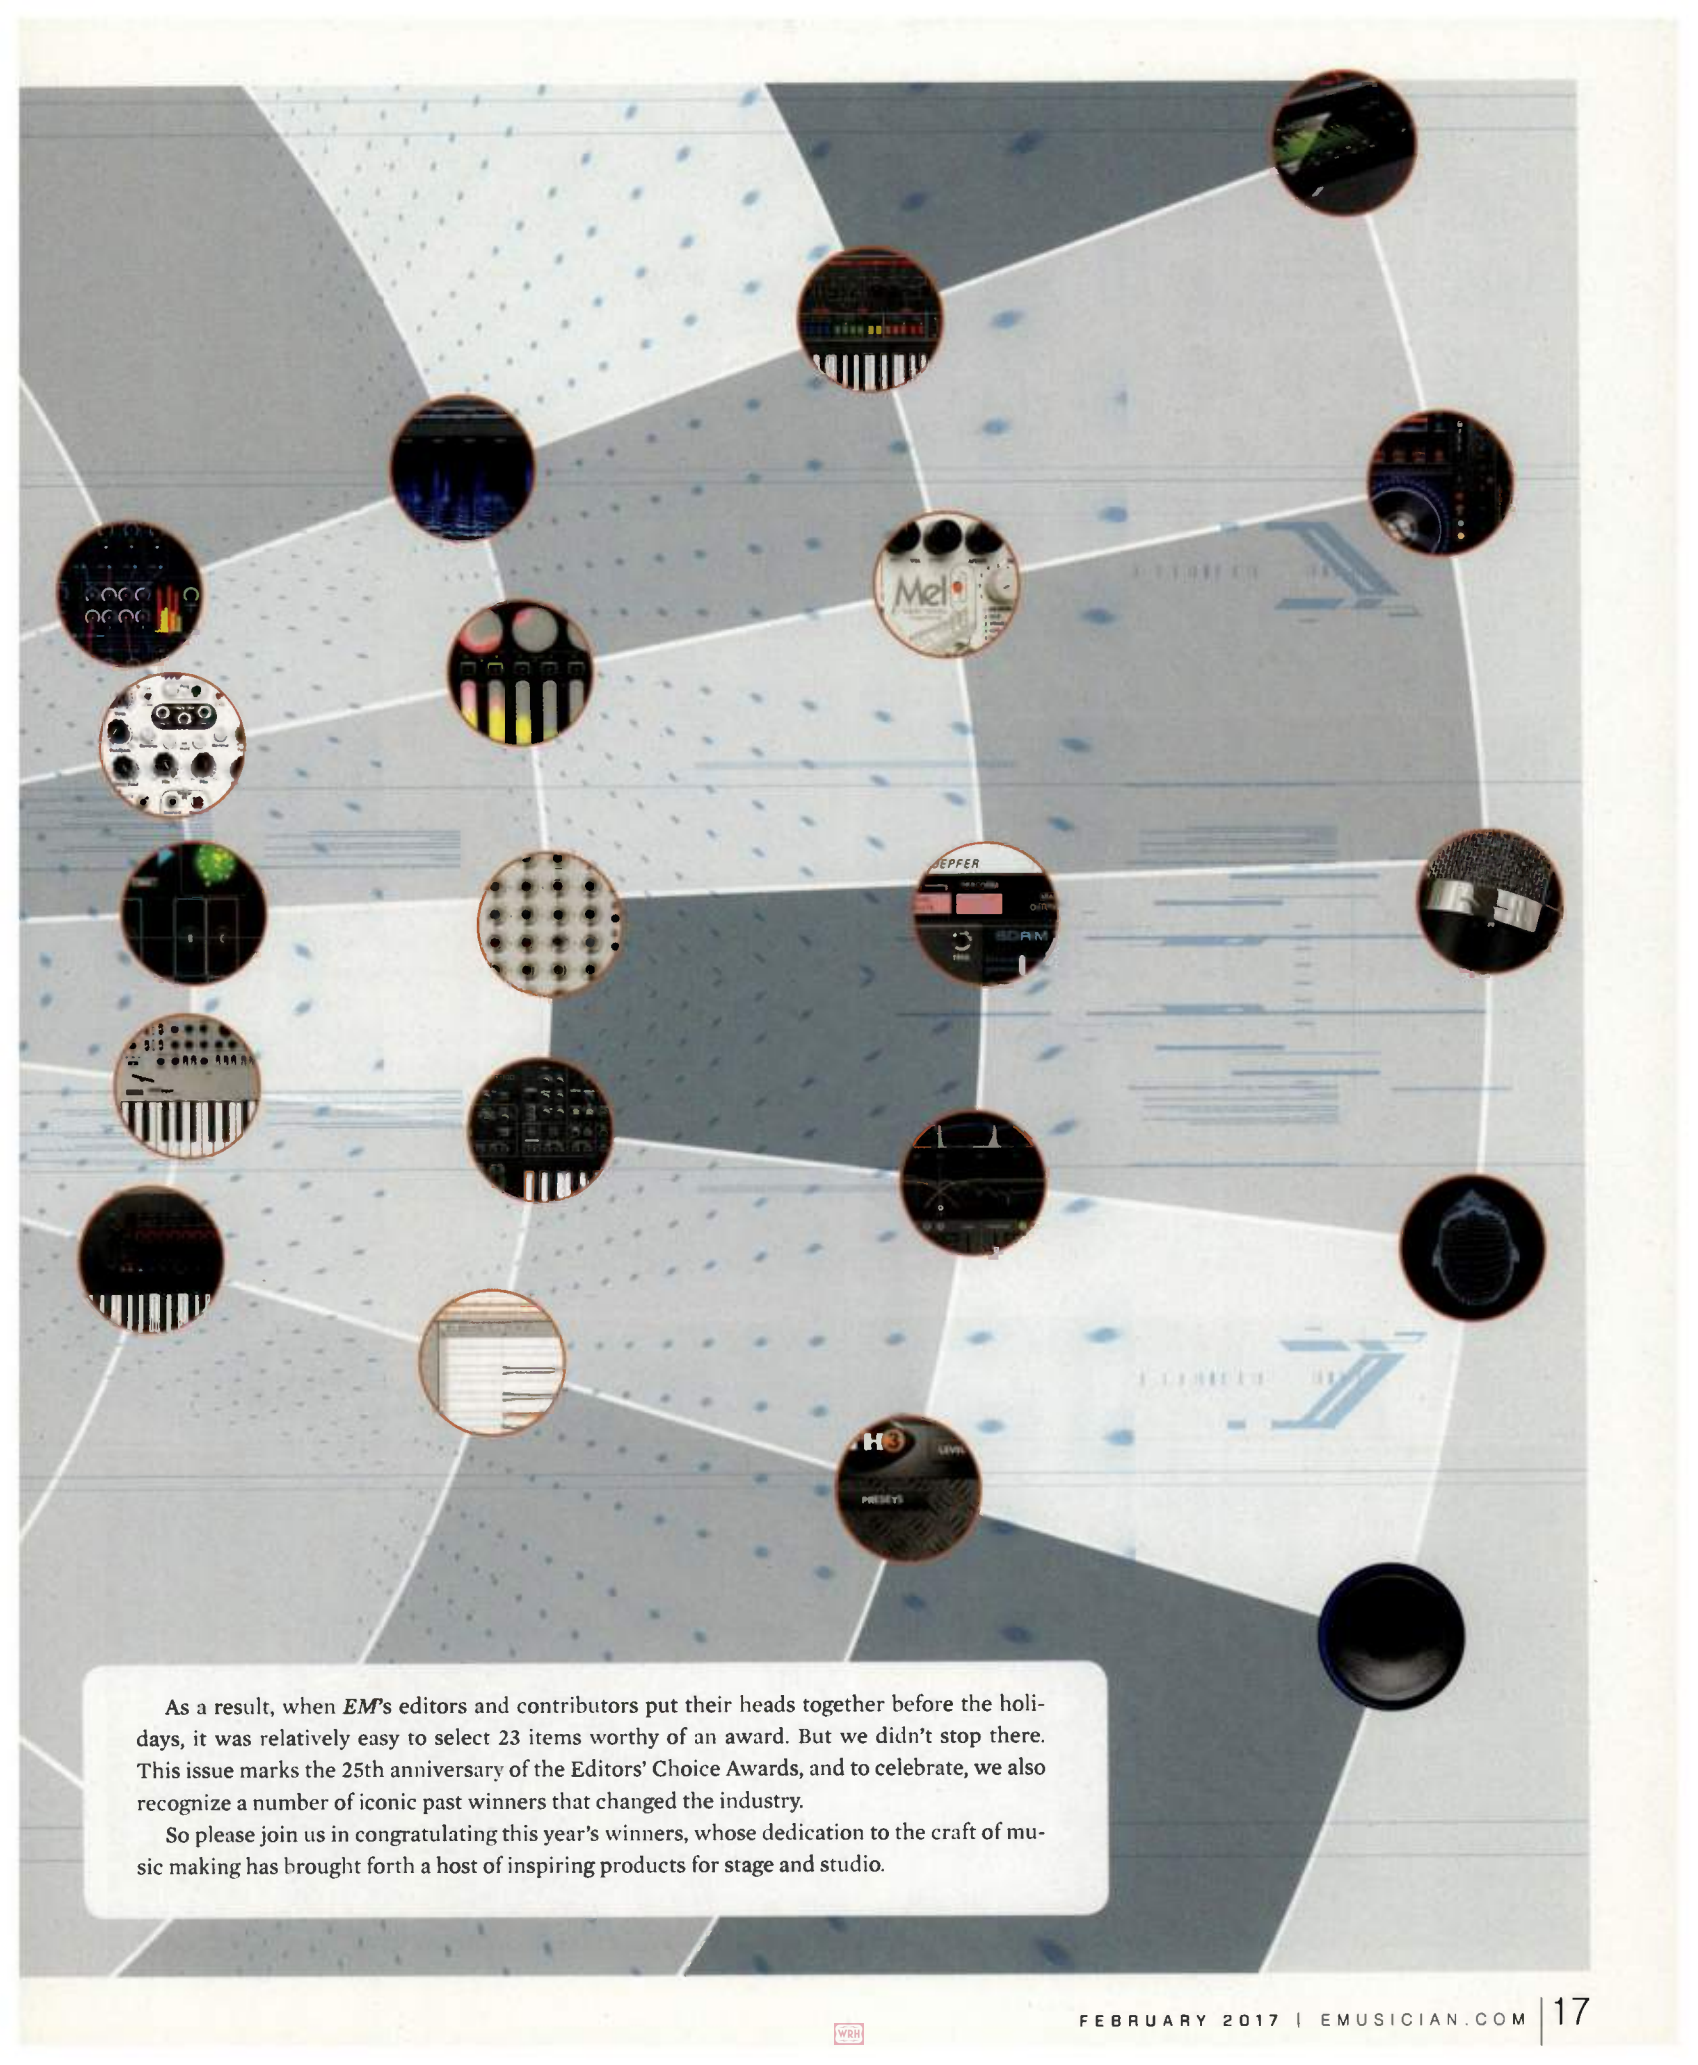 Mel
OEPFER
SDRAM
H3
LEVEL
PRESETS
As a result, when EM's editors and contributors put their heads together before the holi-
days, it was relatively easy to select 23 items worthy of an award. But we didn't stop there.
This issue marks the 25th anniversary of the Editors' Choice Awards, and to celebrate, we also
recognize a number of iconic past winners that changed the industry.
So please join us in congratulating this year's winners, whose dedication to the craft of mu-
sic making has brought forth a host of inspiring products for stage and studio.
FEBRUARY 2017 | EMUSICIAN.COM | 17
WRH